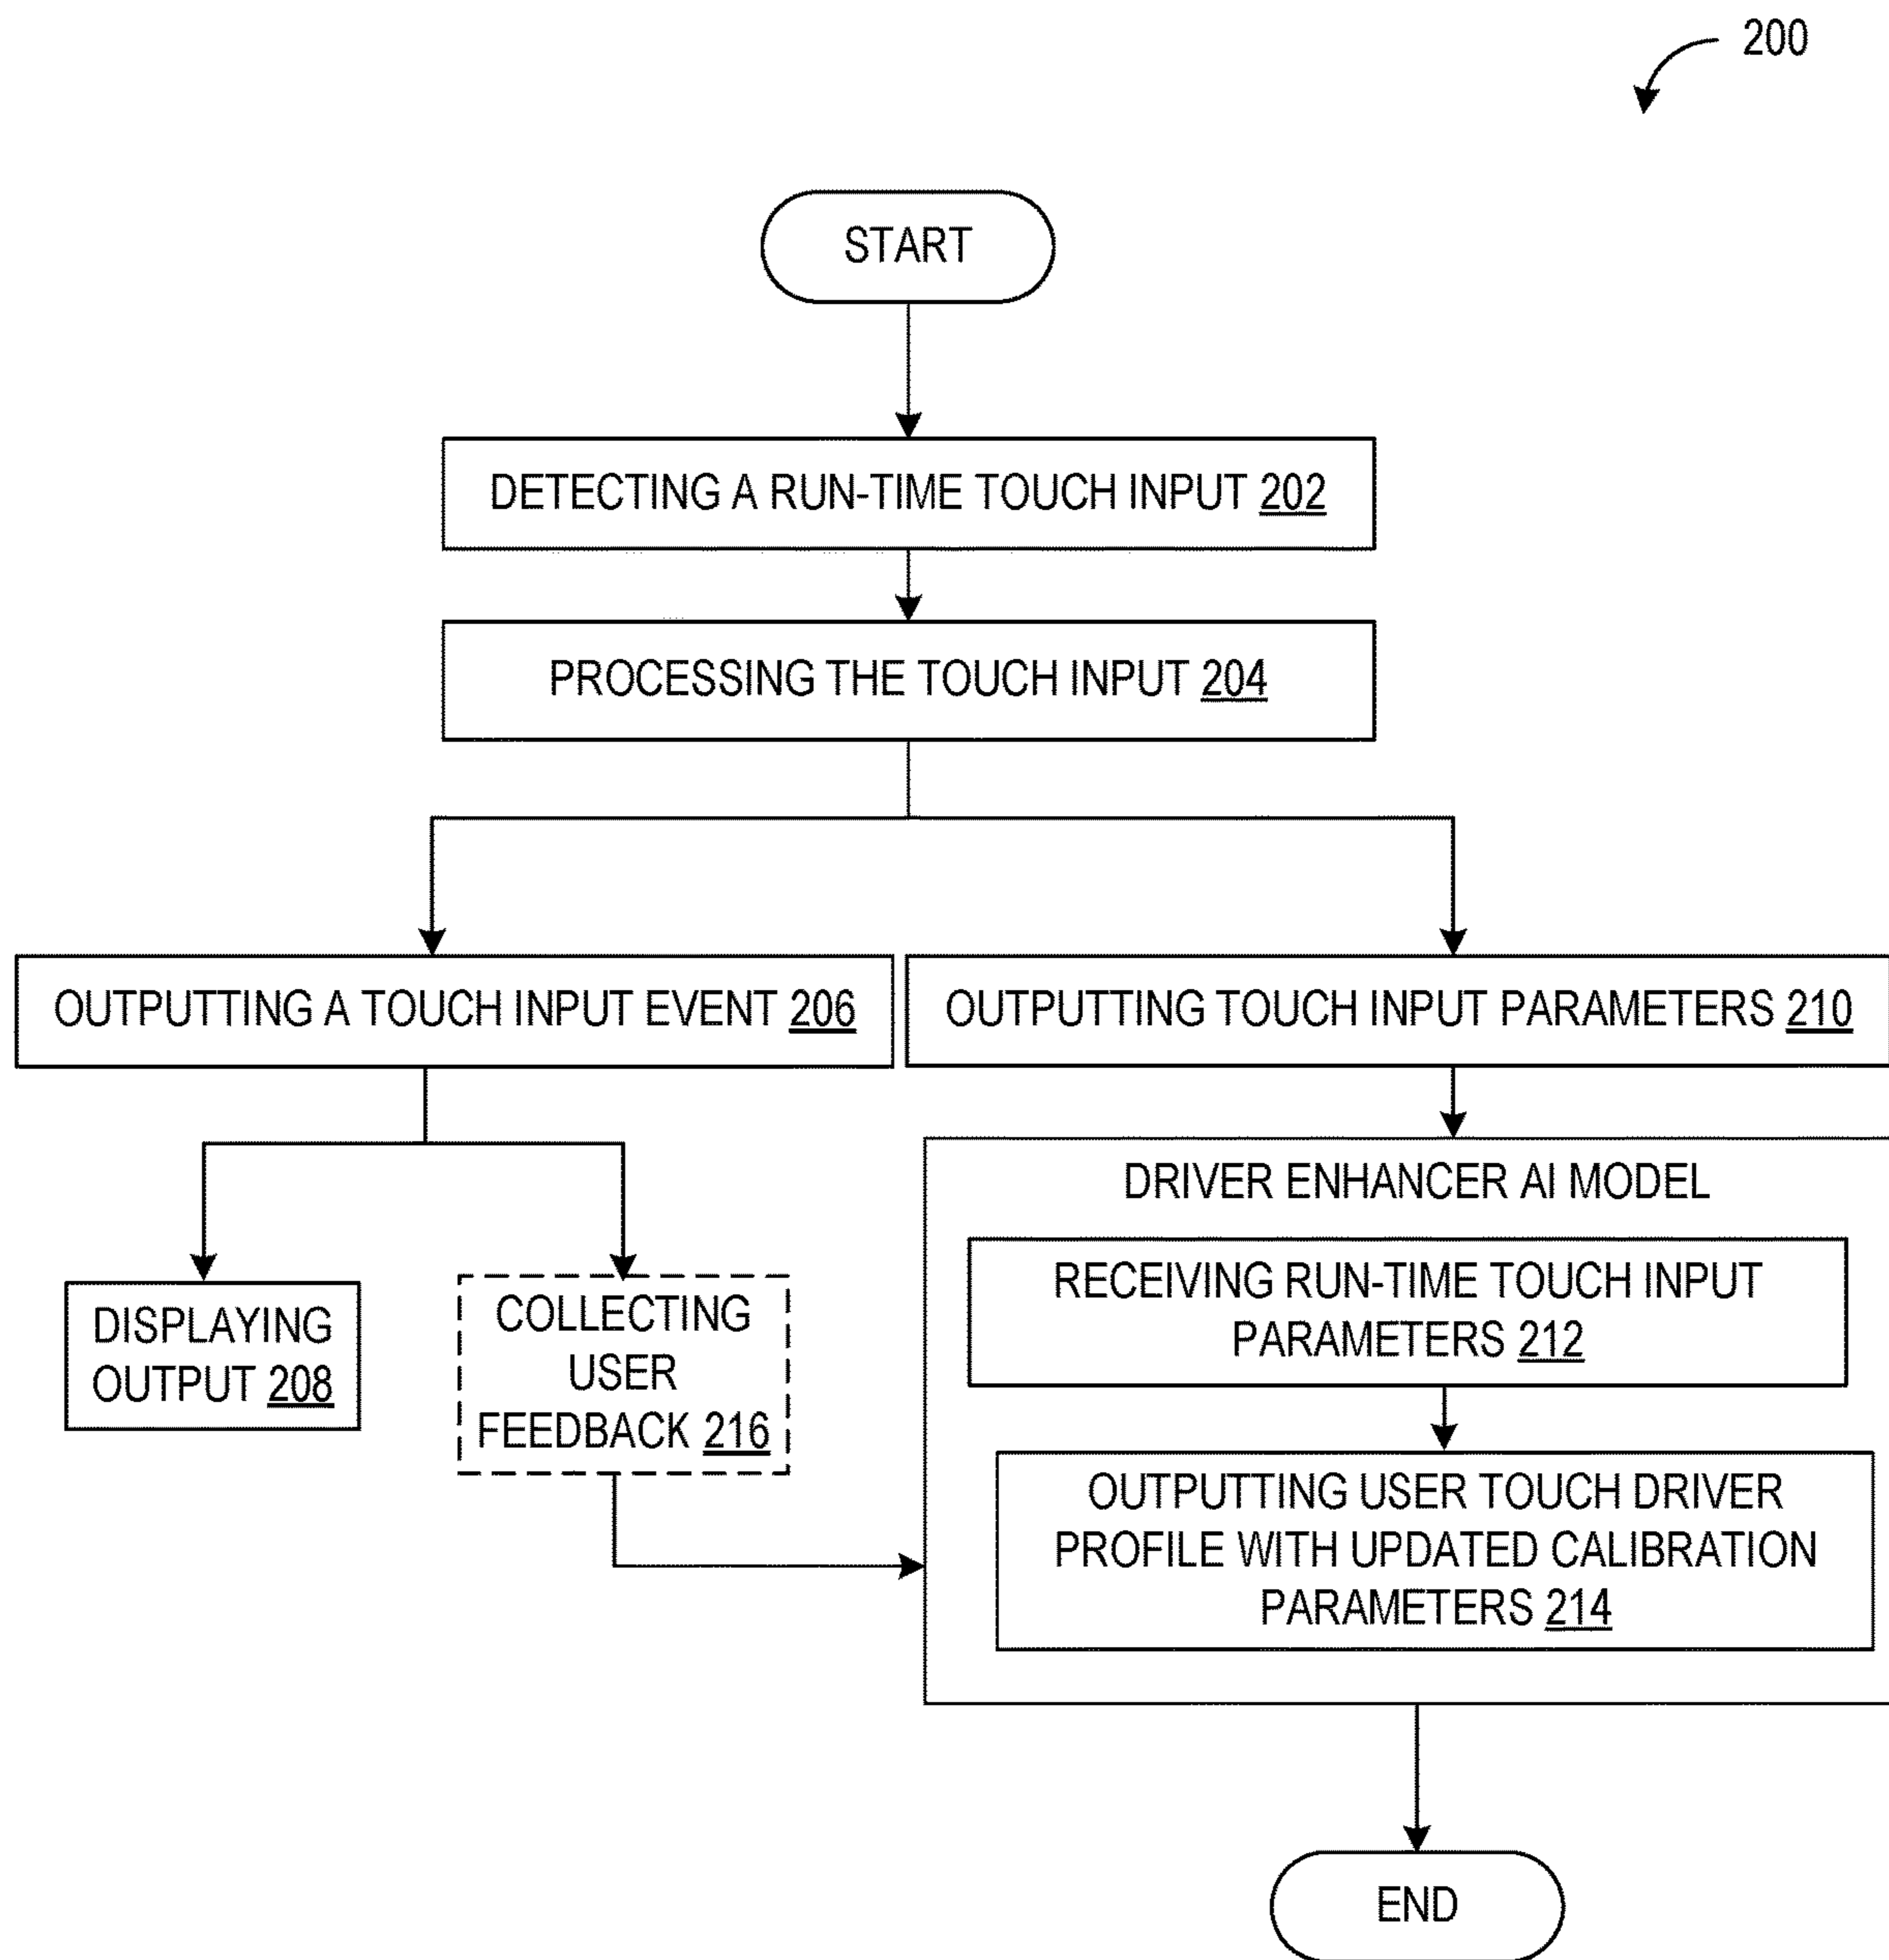 200
START
DETECTING A RUN-TIME TOUCH INPUT 202
PROCESSING THE TOUCH INPUT 204
OUTPUTTING A TOUCH INPUT EVENT 206
OUTPUTTING TOUCH INPUT PARAMETERS 210
DISPLAYING
OUTPUT 208
COLLECTING
USER
FEEDBACK 216
DRIVER ENHANCER AI MODEL
RECEIVING RUN-TIME TOUCH INPUT
PARAMETERS 212
OUTPUTTING USER TOUCH DRIVER
PROFILE WITH UPDATED CALIBRATION
PARAMETERS 214
END